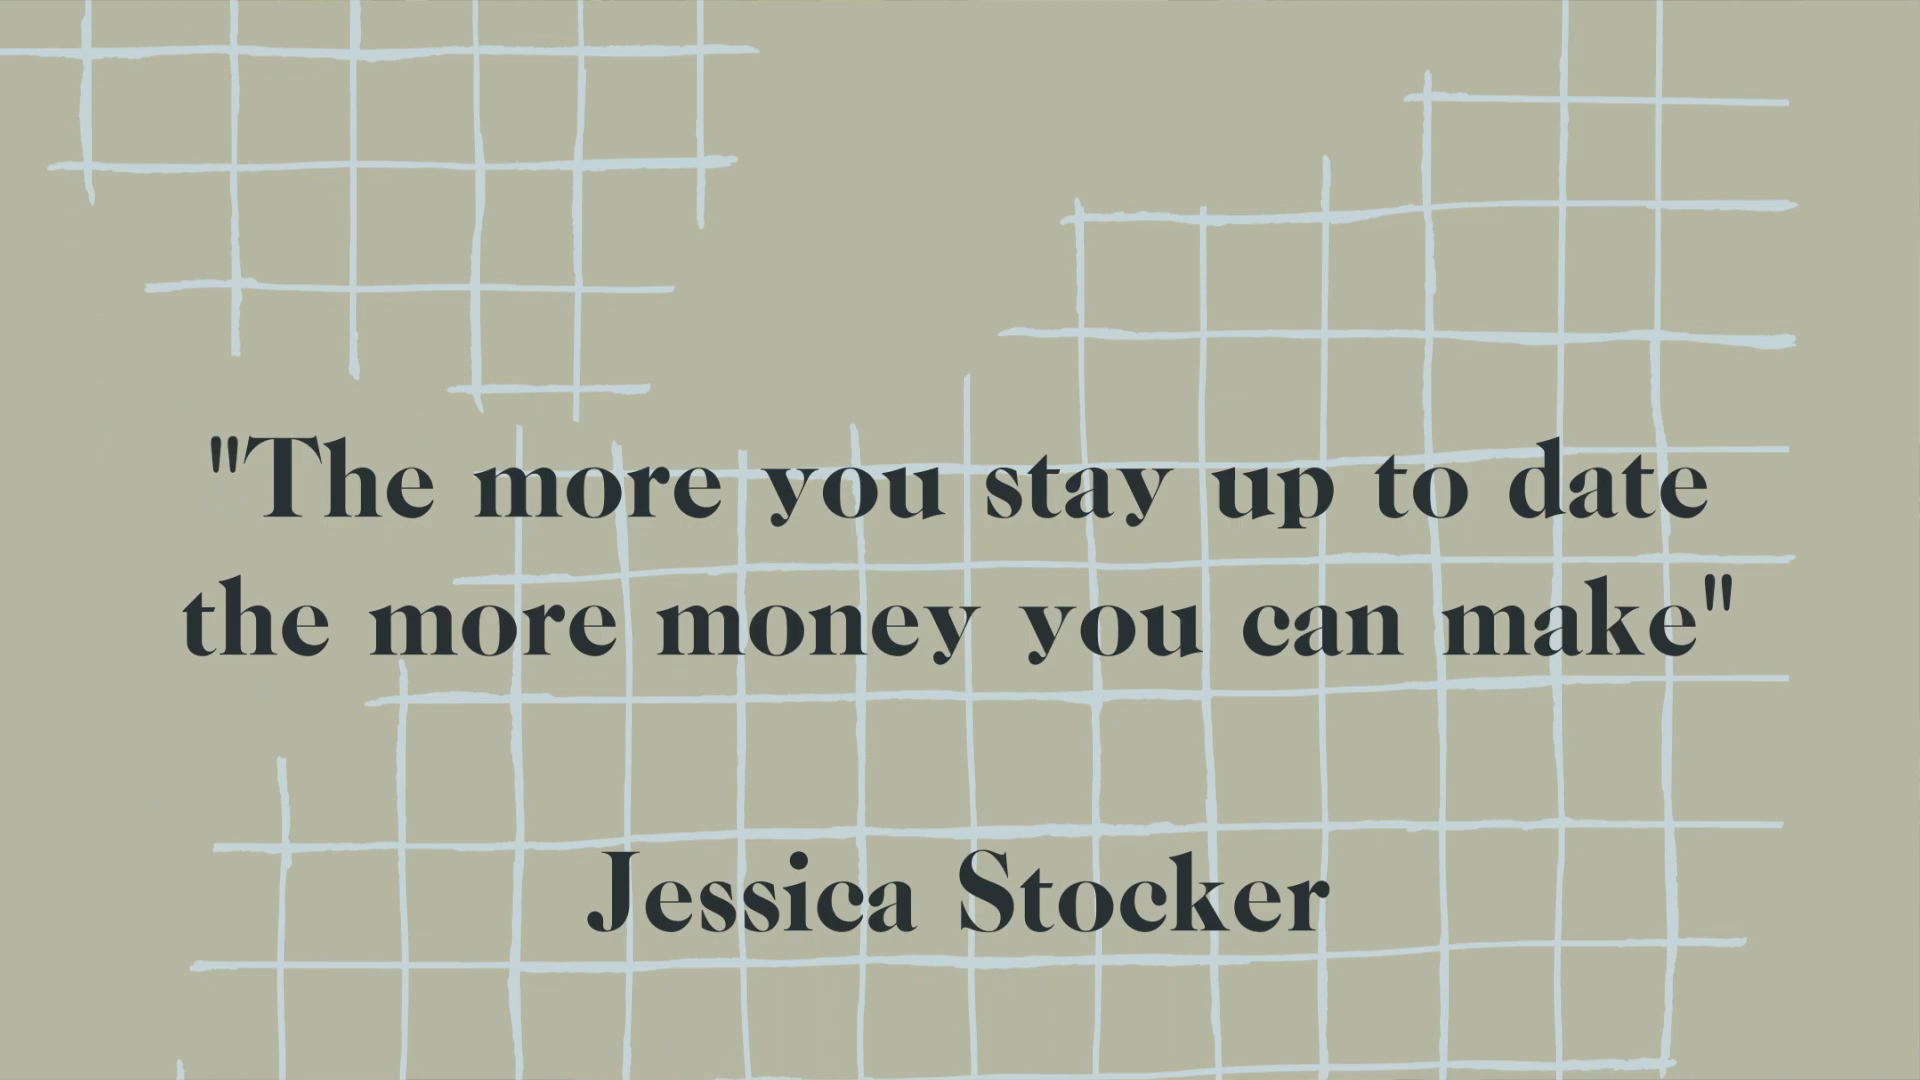 "The more you stay up to date
the more money you can make"
Jessica Stocker